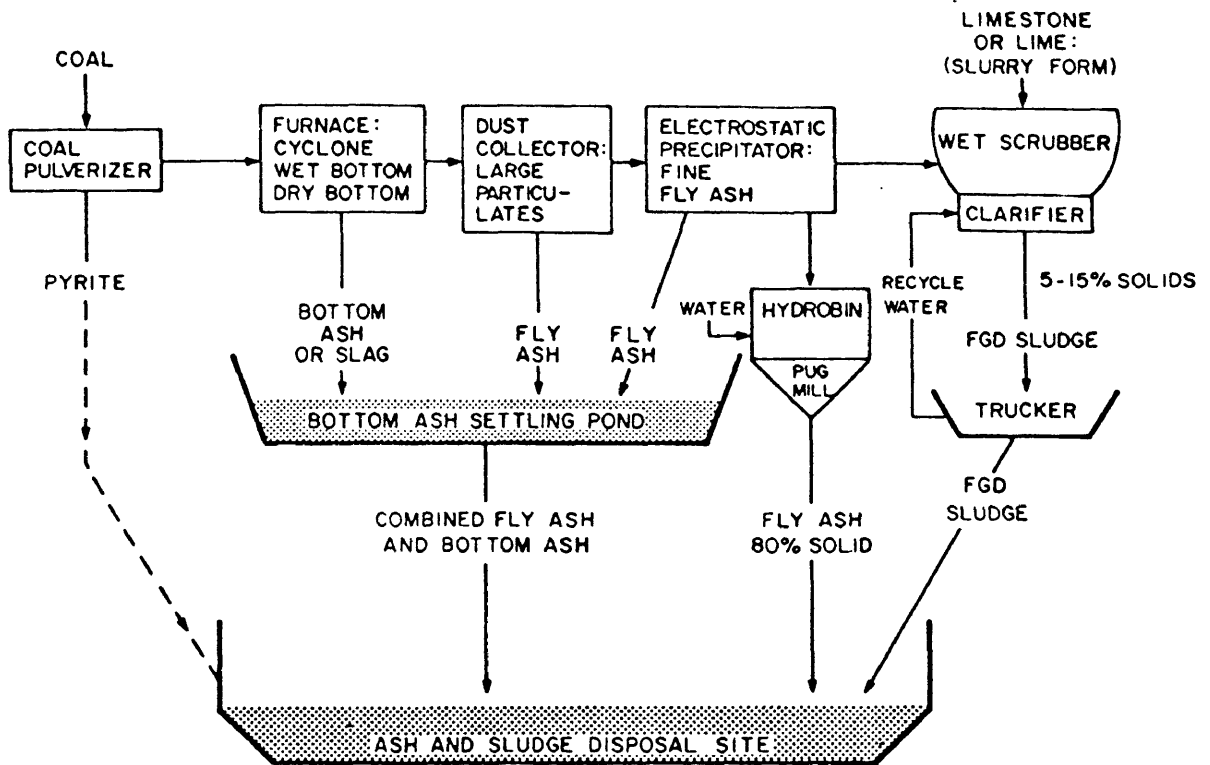 COAL
COAL
PULVERIZER
FURNACE:
CYCLONE
WET BOTTOM
DRY BOTTOM
DUST
COLLECTOR:
LARGE
PARTICU-
LATES
ELECTROSTATIC
PRECIPITATOR:
FINE
FLY ASH
LIMESTONE
OR LIME:
(SLURRY FORM)
WET SCRUBBER
CLARIFIER
PYRITE
BOTTOM
ASH
OR SLAG
FLY
ASH
FLY
ASH
WATER
HYDROBIN
PUG
MILL
RECYCLE
WATER
5-15% SOLIDS
FGD SLUDGE
TRUCKER
BOTTOM ASH SETTLING POND
COMBINED FLY ASH
AND BOTTOM ASH
FLY ASH
80% SOLID
FGD
SLUDGE
ASH AND SLUDGE DISPOSAL SITE